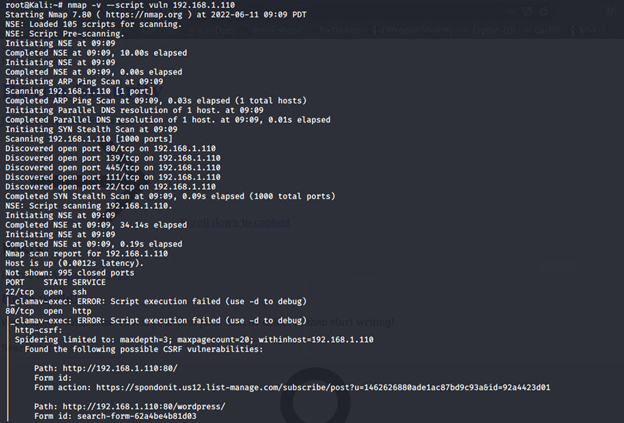 root@Kali:~# nmap -v --script vuln 192.168.1.110
Starting Nmap 7.80 ( https://nmap.org ) at 2022-06-11 09:09 PDT
NSE: Loaded 105 scripts for scanning.
NSE: Script Pre-scanning.
Initiating NSE at 09:09
Completed NSE at 09:09, 10.00s elapsed
Initiating NSE at 09:09
Completed NSE at 09:09, 0.00s elapsed
Initiating ARP Ping Scan at 09:09
Scanning 192.168.1.110 [1 port]
Completed ARP Ping Scan at 09:09, 0.03s elapsed (1 total hosts)
Initiating Parallel DNS resolution of 1 host. at 09:09
Completed Parallel DNS resolution of 1 host. at 09:09, 0.01s elapsed
Initiating SYN Stealth Scan at 09:09
Scanning 192.168.1.110 [1000 ports]
Discovered open port 80/tcp on 192.168.1.110
Discovered open port 139/tcp on 192.168.1.110
Discovered open port 445/tcp on 192.168.1.110
Discovered open port 111/tcp on 192.168.1.110
Discovered open port 22/tcp on 192.168.1.110
Completed SYN Stealth Scan at 09:09, 0.09s elapsed (1000 total ports)
NSE: Script scanning 192.168.1.110.
Initiating NSE at 09:09
Completed NSE at 09:09, 34.14s elapsed
Initiating NSE at 09:09
Completed NSE at 09:09, 0.19s elapsed
Nmap scan report for 192.168.1.110
Host is up (0.0012s latency).
Not shown: 995 closed ports
PORT    STATE SERVICE
22/tcp  open  ssh
|_clamav-exec: ERROR: Script execution failed (use -d to debug)
80/tcp  open  http
|_clamav-exec: ERROR: Script execution failed (use -d to debug)
| http-csrf:
| Spidering limited to: maxdepth=3; maxpagecount=20; withinhost=192.168.1.110
|   Found the following possible CSRF vulnerabilities:
|
|     Path: http://192.168.1.110:80/
|     Form id:
|     Form action: https://spondonit.us12.list-manage.com/subscribe/post?u=1462626880ade1ac87bd9c93a&id=92a4423d01
|
|     Path: http://192.168.1.110:80/wordpress/
|     Form id: search-form-62a4be4b81d03